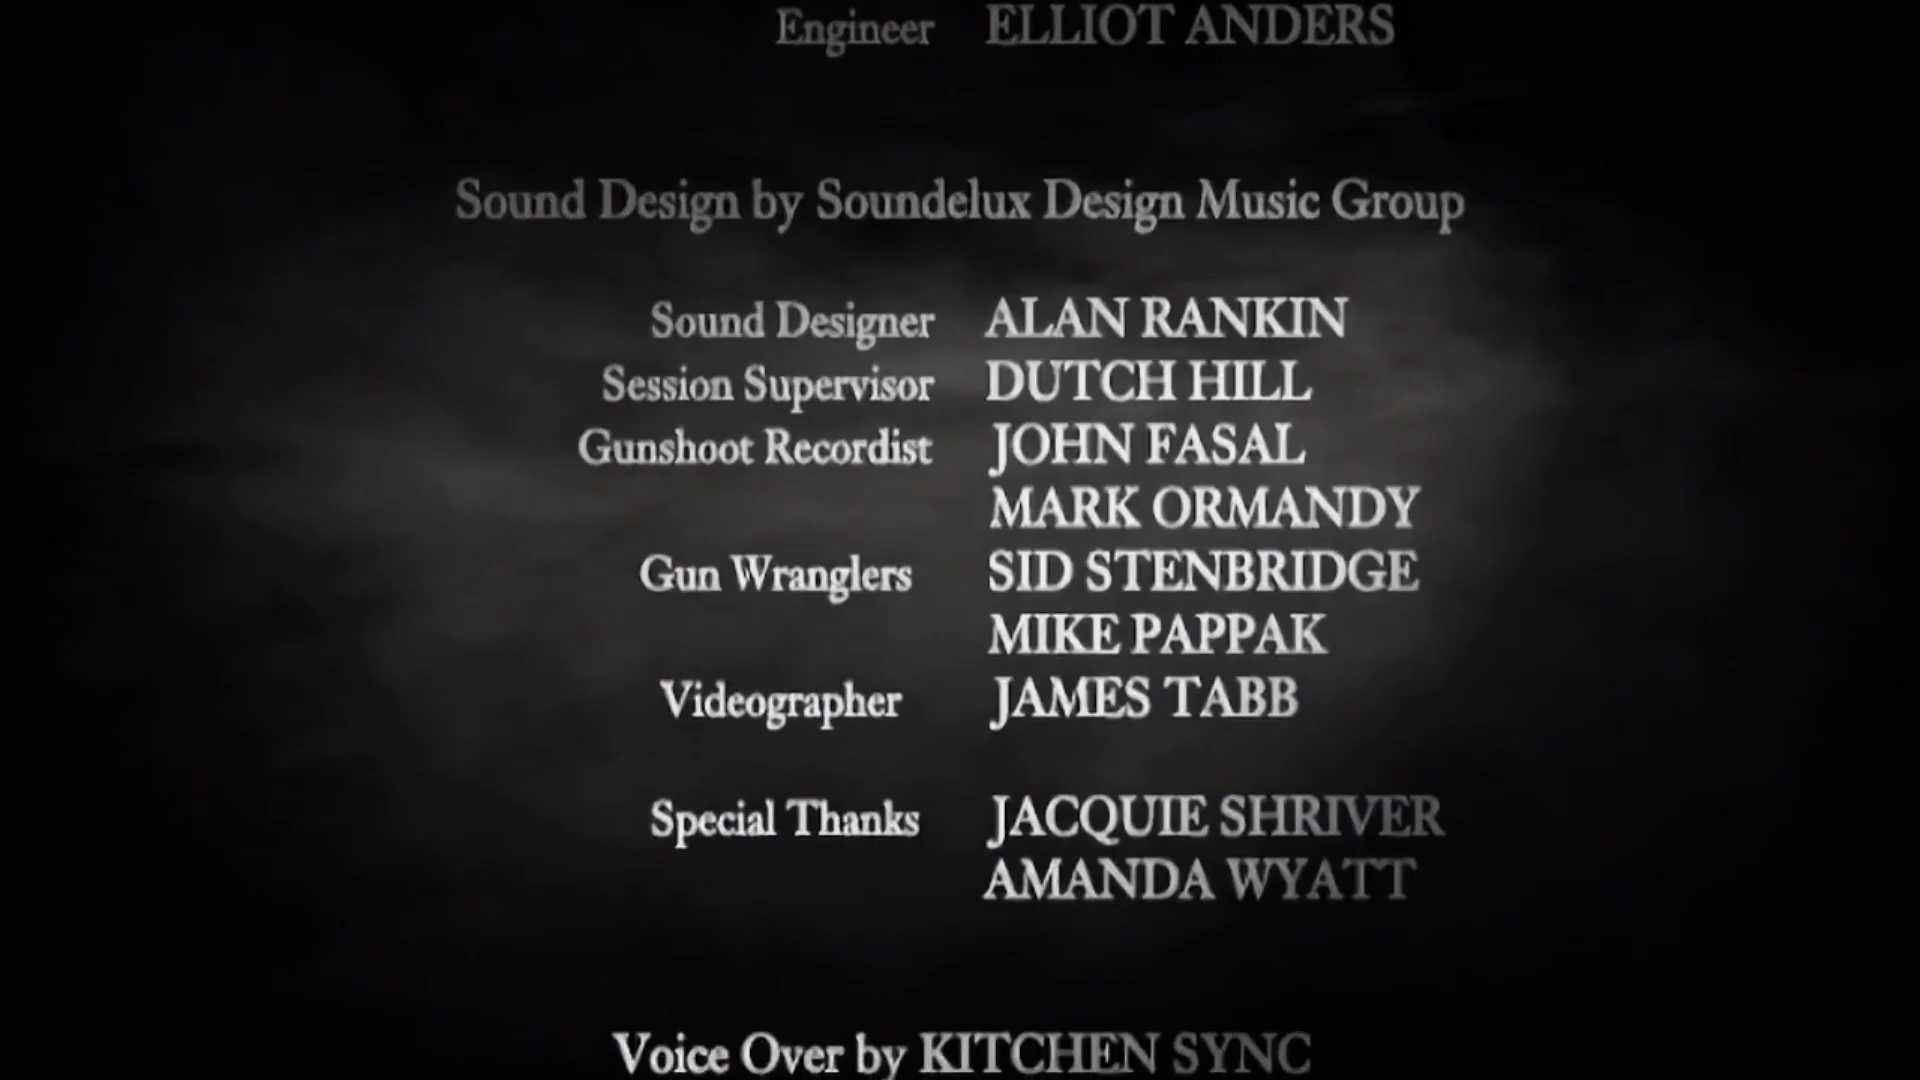 Engineer ELLIOT ANDERS
Sound Design by Soundelux Design Music Group
Sound Designer ALAN RANKIN
Session Supervisor DUTCH HILL
Gunshoot Recordist JOHN FASAL
MARK ORMANDY
Gun Wranglers SID STENBRIDGE
MIKE PAPPAK
Videographer JAMES TABB
Special Thanks JACQUIE SHRIVER
AMANDA WYATT
Voice Over by KITCHEN SYNC